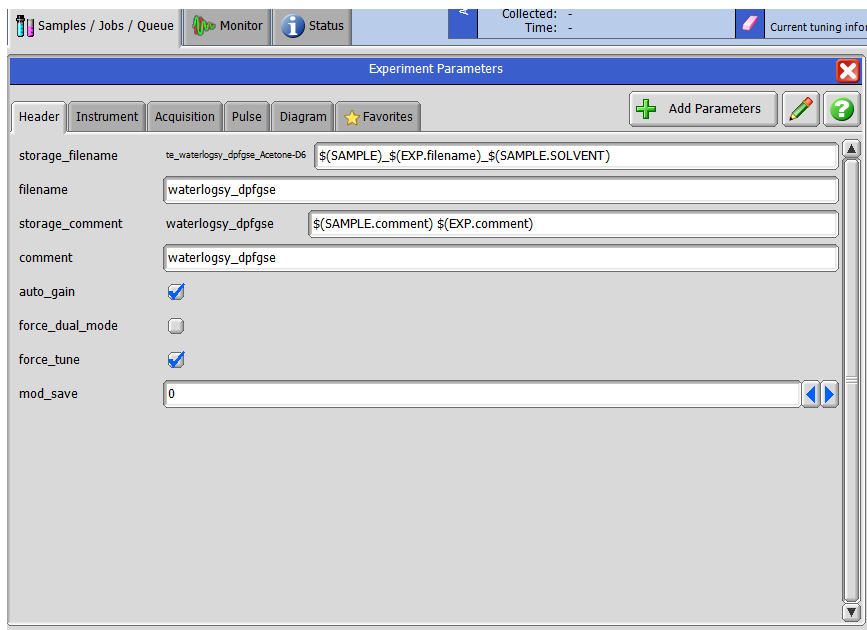 Samples / Jobs / Queue Monitor Status
Collected: -
Time: -
Current tuning infor
Experiment Parameters
Header Instrument Acquisition Pulse Diagram Favorites Add Parameters
storage_filename te_waterlogsy_dpfgse_Acetone-D6 $(SAMPLE)_$(EXP.filename)_$(SAMPLE.SOLVENT)
filename waterlogsy_dpfgse
storage_comment waterlogsy_dpfgse $(SAMPLE.comment) $(EXP.comment)
comment waterlogsy_dpfgse
auto_gain
force_dual_mode
force_tune
mod_save 0